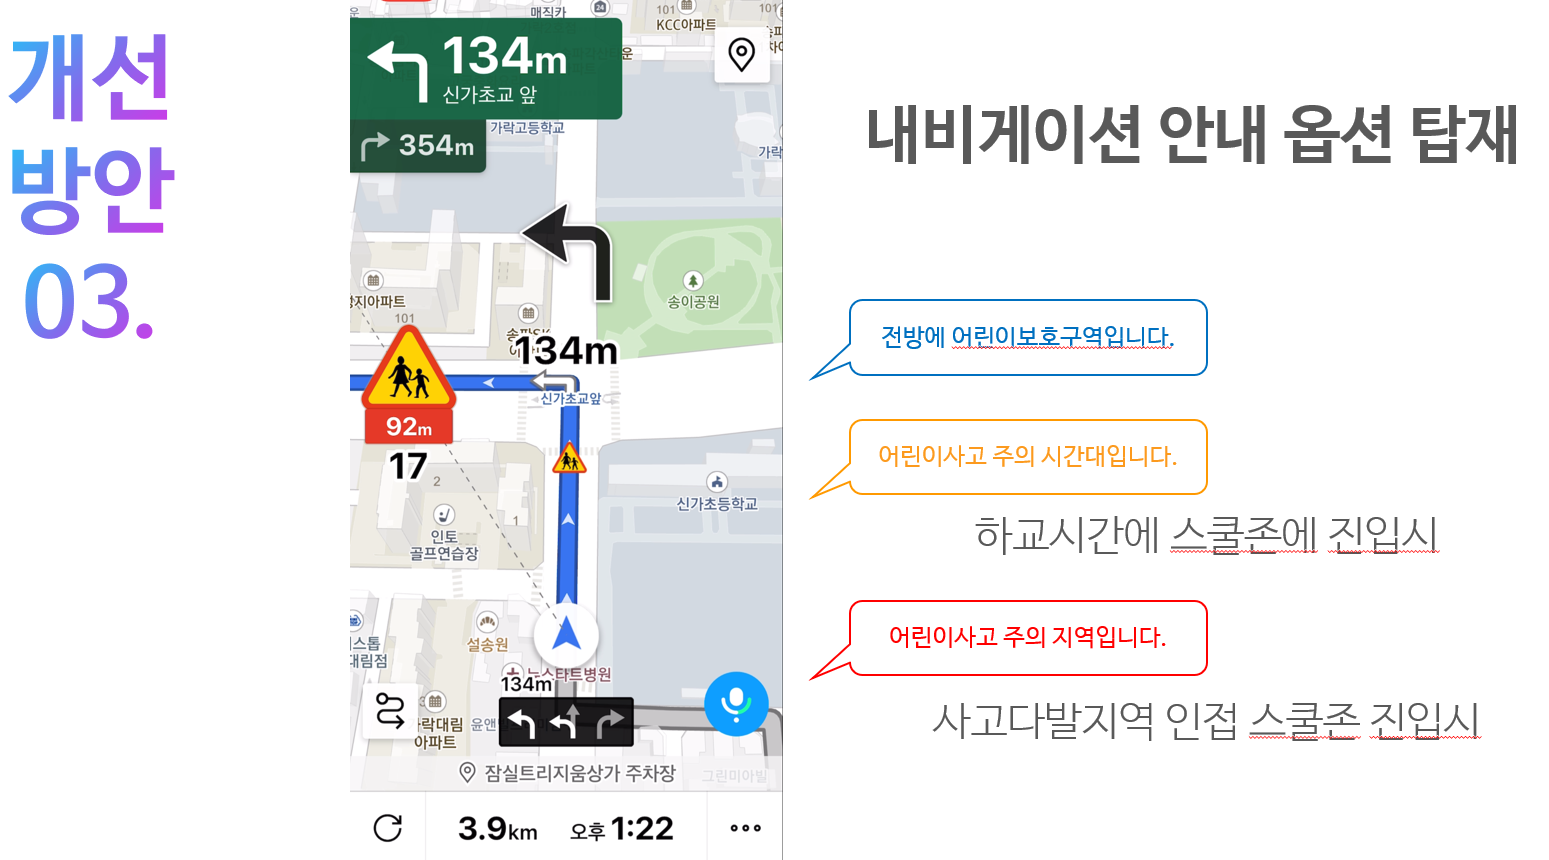 개선
방안
03.
매직카
24
KCC아파트
101
134m
신가초교 앞
가락고등학교
354m
송이공원
101
134m
92m
신가초교앞
17
2
1
신가초등학교
인토
골프연습장
설송원
뉴스타트병원
대림점
134m
락대림
아파트
잠실트리지움상가 주차장
그린미아빌
3.9km
오후 1:22
내비게이션 안내 옵션 탑재
전방에 어린이보호구역입니다.
어린이사고 주의 시간대입니다.
하교시간에 스쿨존에 진입시
어린이사고 주의 지역입니다.
사고다발지역 인접 스쿨존 진입시